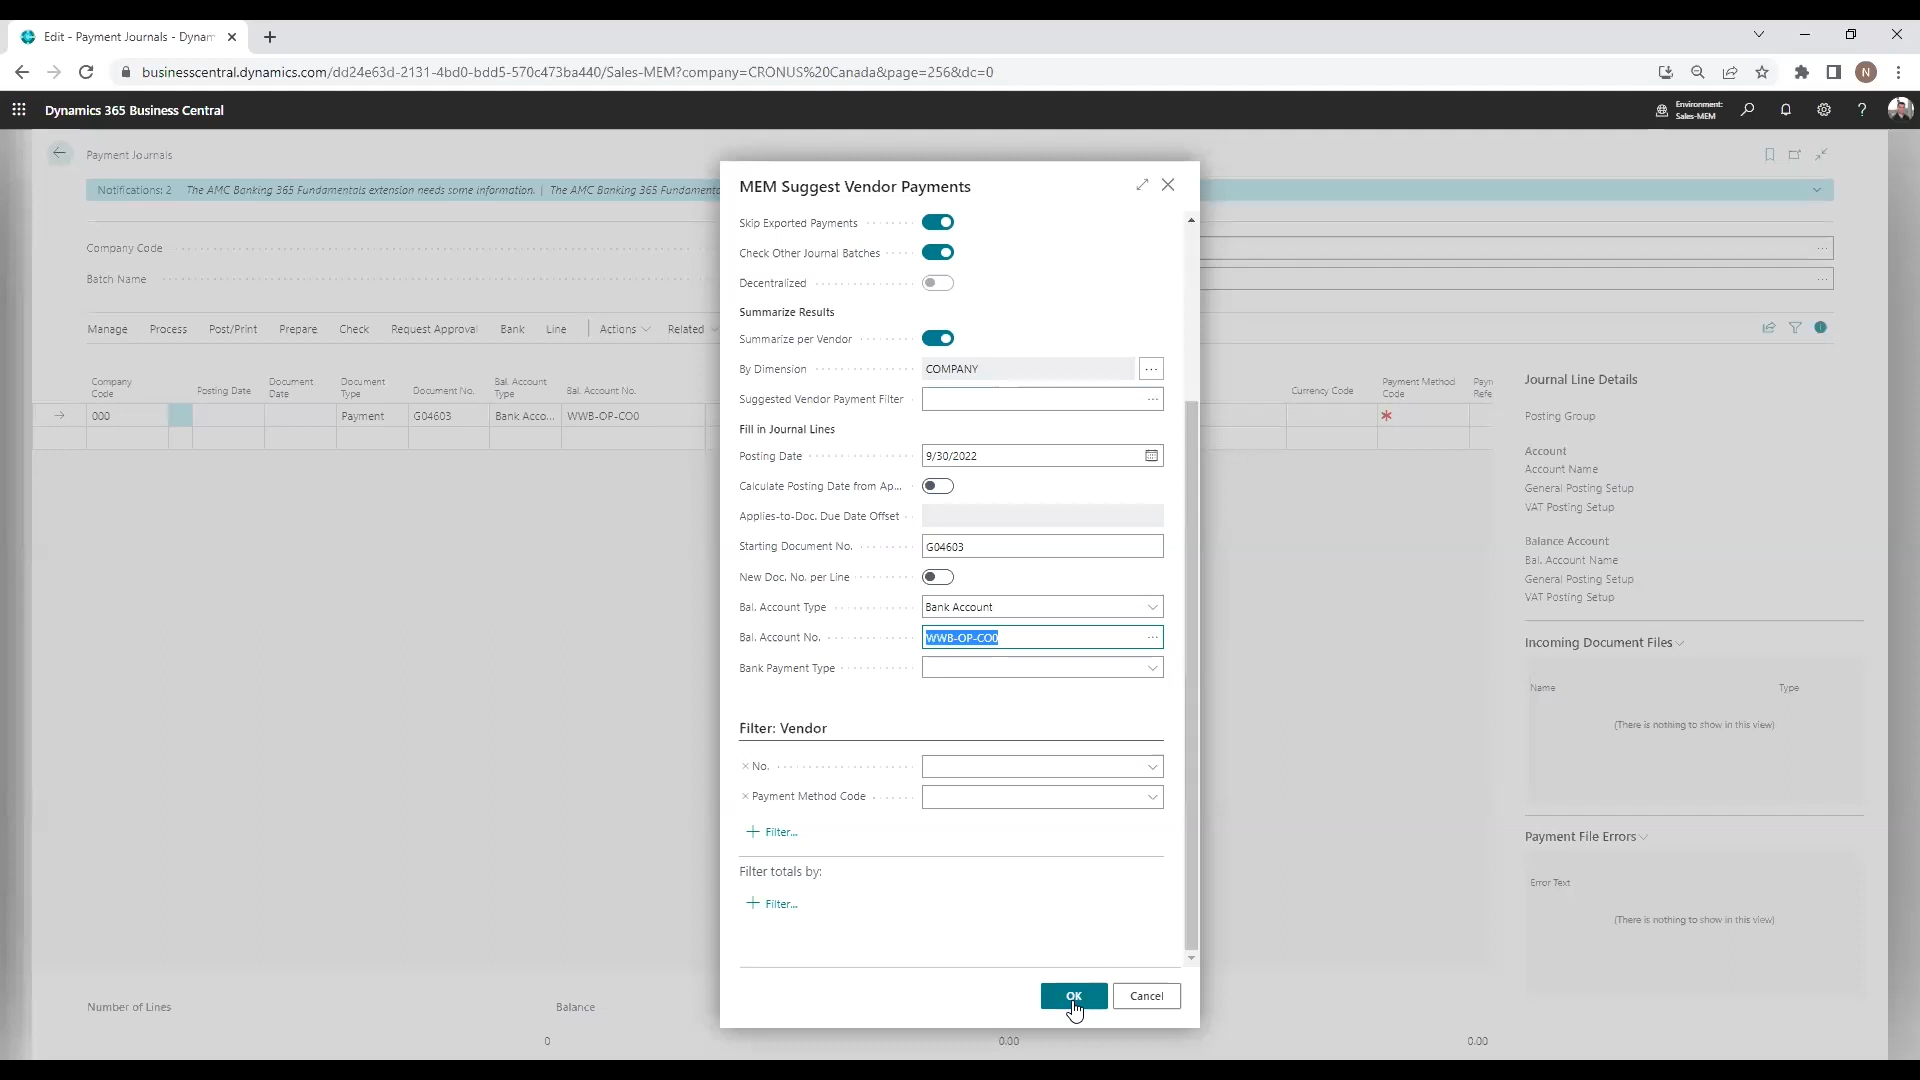 Edit - Payment Journals - Dynam
businesscentral.dynamics.com/dd24e63d-2131-4bd0-bdd5-570c473ba440/Sales-MEM?company=CRONUS%20Canada&page=256&dc=0
N
Dynamics 365 Business Central
Environment:
Sales-MEM
Payment Journals
Notifications: 2 The AMC Banking 365 Fundamentals extension needs some information. | The AMC Banking 365 Fundamenta
Company Code
Batch Name
Manage Process Post/Print Prepare Check Request Approval Bank Line Actions Related
Company Code Posting Date Document Date Document Type Document No. Bal. Account Type Bal. Account No. Currency Code Payment Method Code Paym Refe
000 Payment G04603 Bank Acco... WWB-OP-CO0
Number of Lines Balance
0 0.00 0.00
MEM Suggest Vendor Payments
Skip Exported Payments
Check Other Journal Batches
Decentralized
Summarize Results
Summarize per Vendor
By Dimension COMPANY
Suggested Vendor Payment Filter
Fill in Journal Lines
Posting Date 9/30/2022
Calculate Posting Date from Ap...
Applies-to-Doc. Due Date Offset
Starting Document No. G04603
New Doc. No. per Line
Bal. Account Type Bank Account
Bal. Account No. WWB-OP-CO0
Bank Payment Type
Filter: Vendor
× No.
× Payment Method Code
+ Filter...
Filter totals by:
+ Filter...
OK Cancel
Journal Line Details
Posting Group
Account
Account Name
General Posting Setup
VAT Posting Setup
Balance Account
Bal. Account Name
General Posting Setup
VAT Posting Setup
Incoming Document Files
Name Type
(There is nothing to show in this view)
Payment File Errors
Error Text
(There is nothing to show in this view)